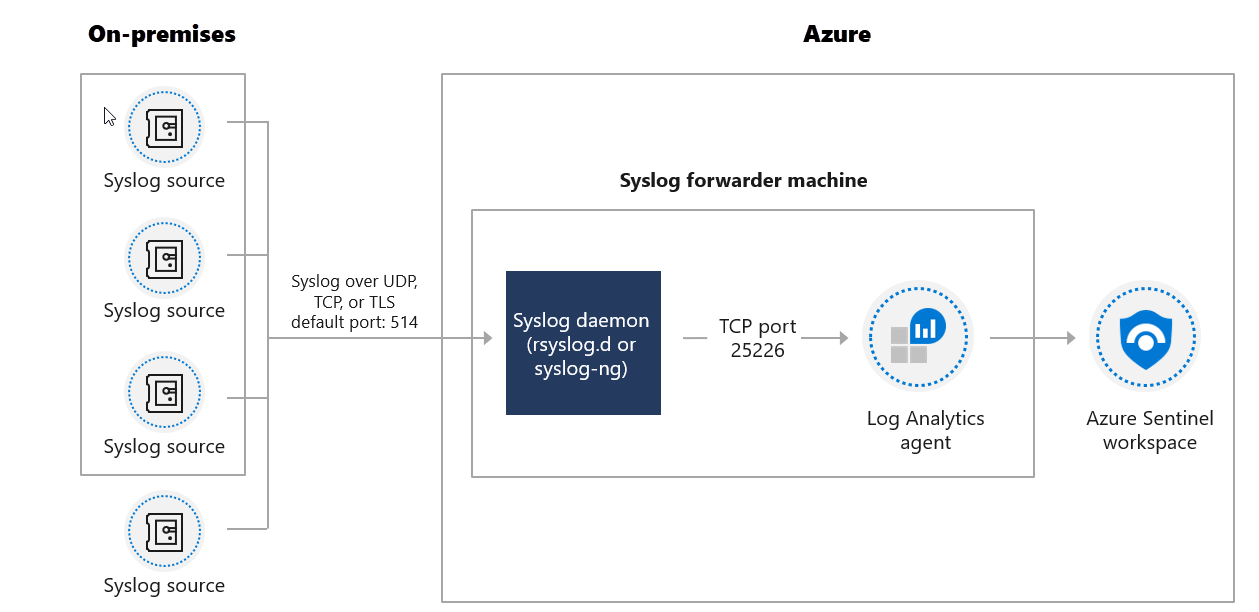 On-premises
Azure
Syslog source
Syslog source
Syslog source
Syslog source
Syslog over UDP,
TCP, or TLS
default port: 514
Syslog forwarder machine
Syslog daemon
(rsyslog.d or
syslog-ng)
TCP port
25226
Log Analytics
agent
Azure Sentinel
workspace